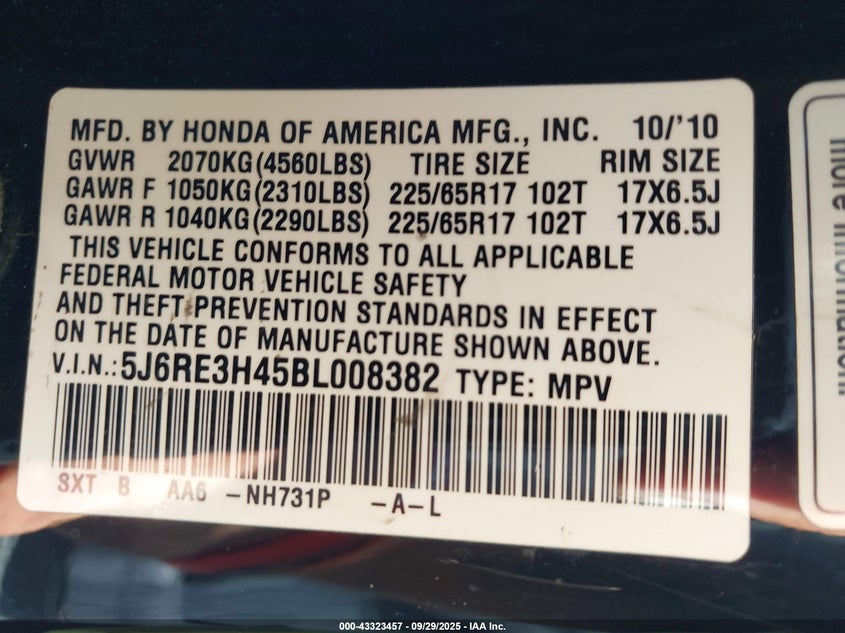 MFD. BY HONDA OF AMERICA MFG., INC. 10/'10
GVWR 2070KG(4560LBS) TIRE SIZE RIM SIZE
GAWR F 1050KG(2310LBS) 225/65R17 102T 17X6.5J
GAWR R 1040KG(2290LBS) 225/65R17 102T 17X6.5J
THIS VEHICLE CONFORMS TO ALL APPLICABLE
FEDERAL MOTOR VEHICLE SAFETY
AND THEFT PREVENTION STANDARDS IN EFFECT
ON THE DATE OF MANUFACTURE SHOWN ABOVE.
V.I.N.:5J6RE3H45BL008382 TYPE: MPV
SXT B AA6 -NH731P -A-L
more information
000-43323457 - 09/29/2025 - IAA Inc.